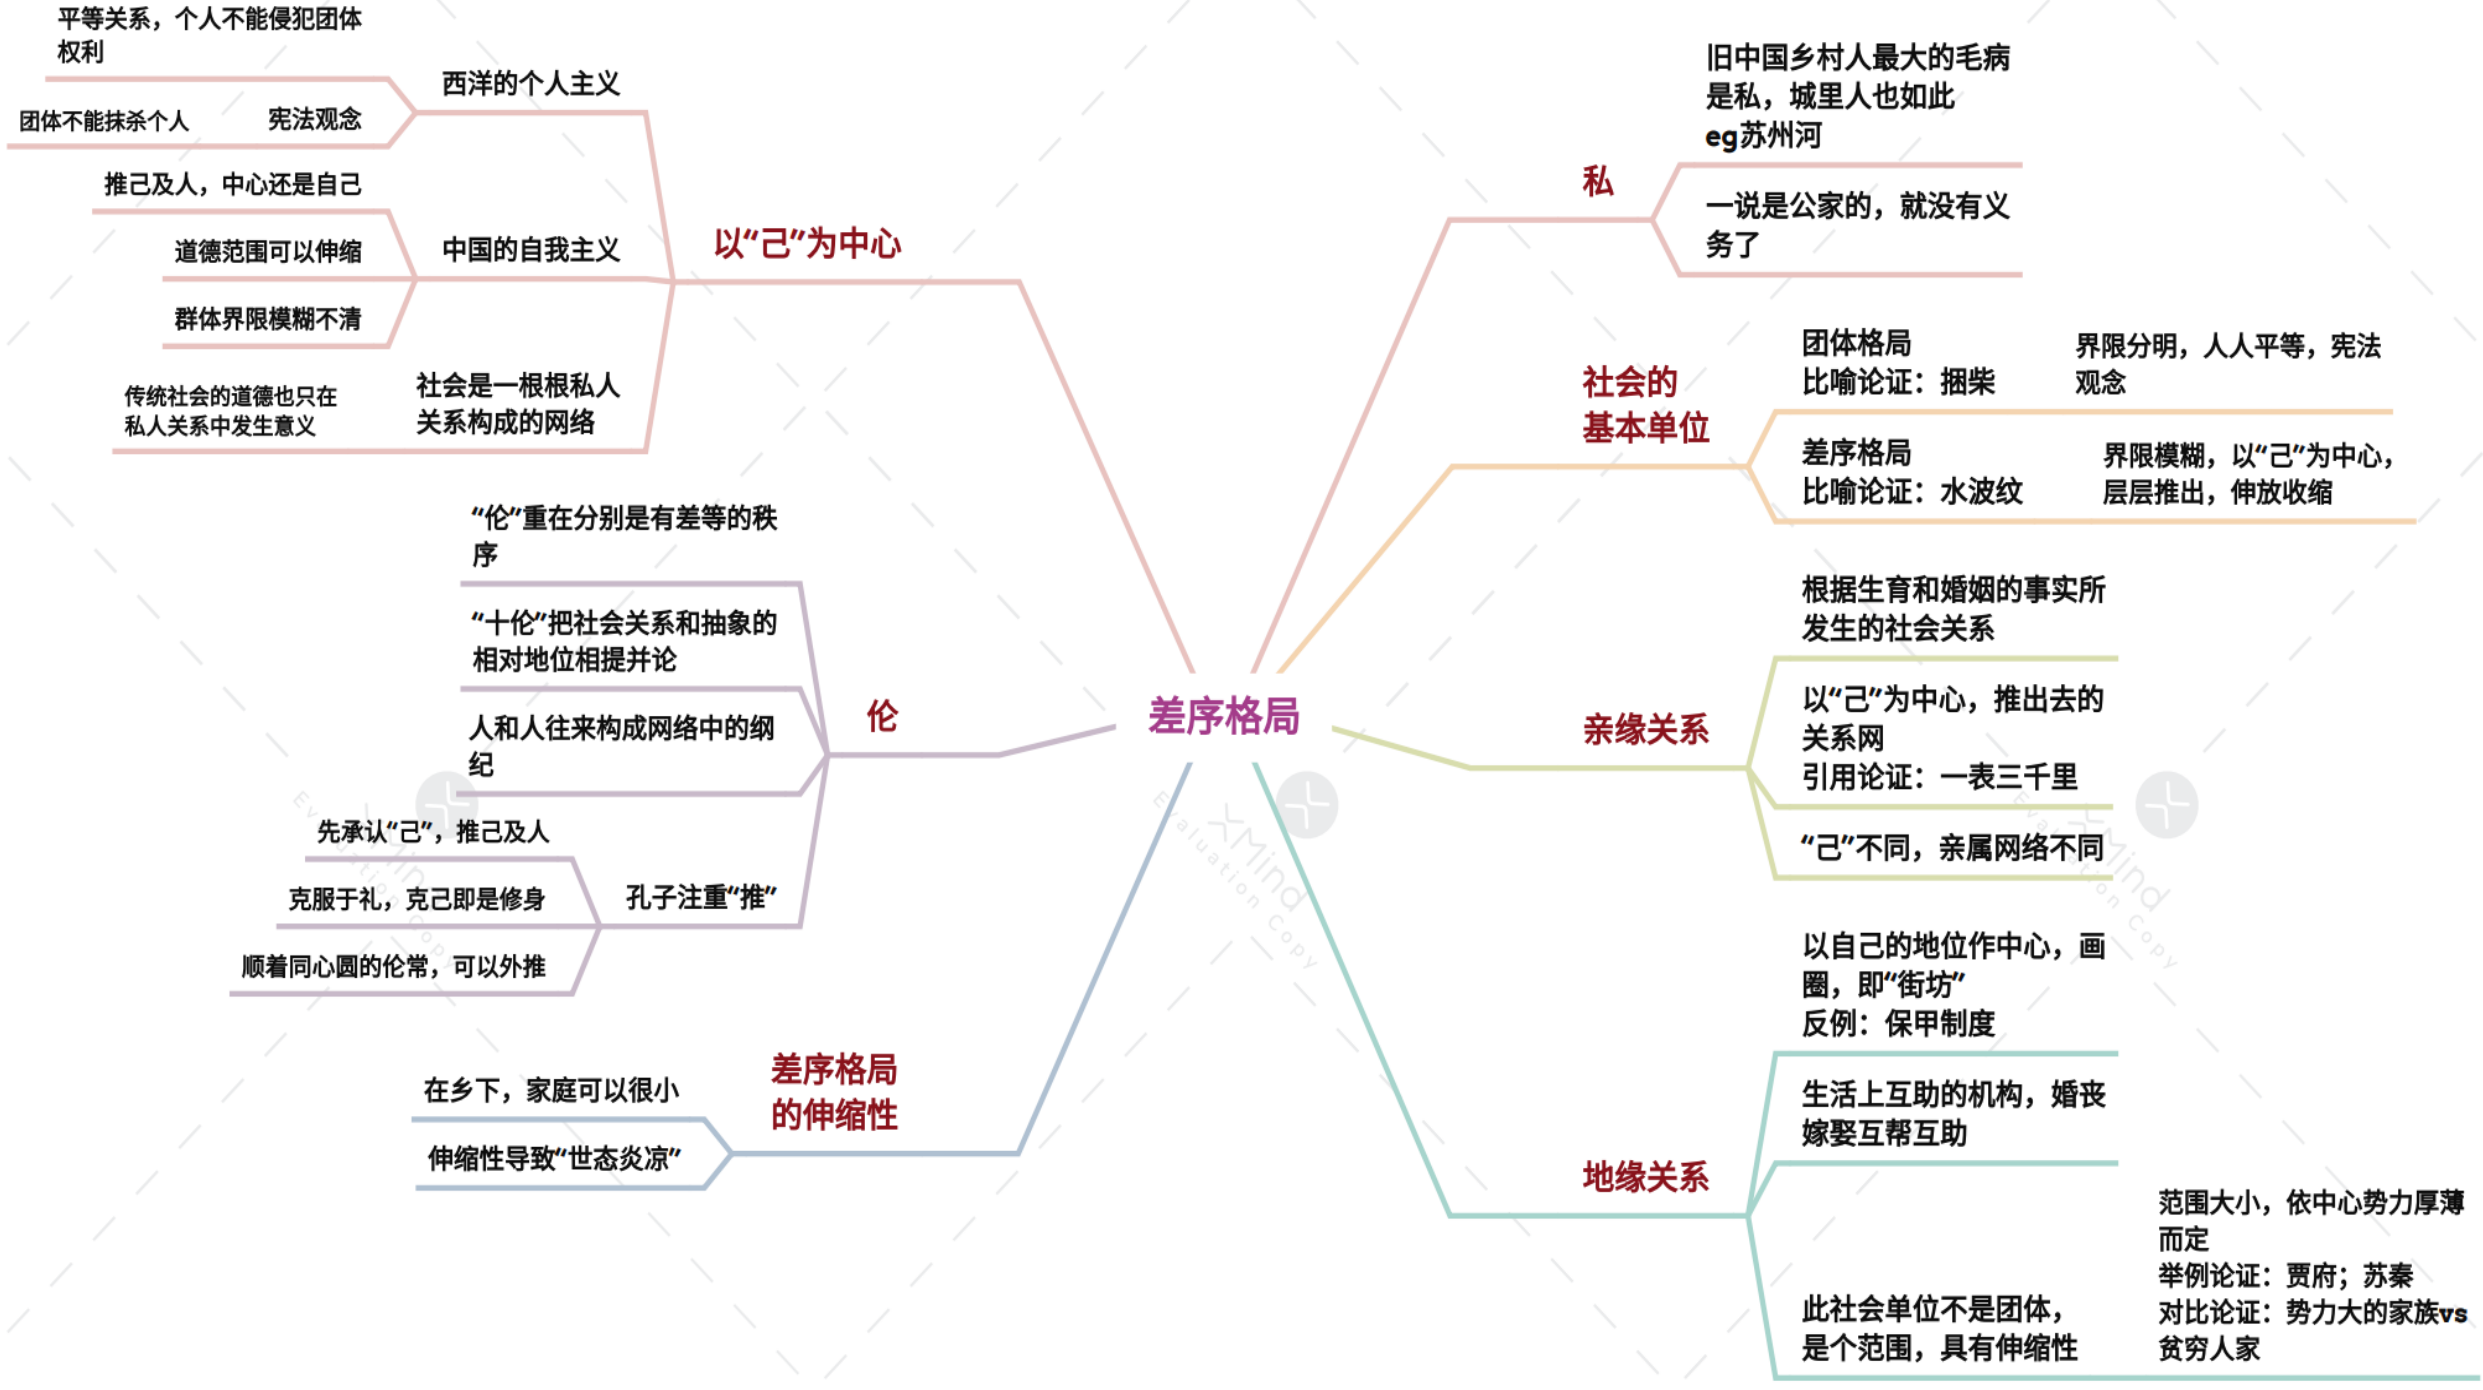 差序格局
私
旧中国乡村人最大的毛病
是私，城里人也如此
eg苏州河
一说是公家的，就没有义
务了
社会的
基本单位
团体格局
比喻论证：捆柴
界限分明，人人平等，宪法
观念
差序格局
比喻论证：水波纹
界限模糊，以“己”为中心，
层层推出，伸放收缩
亲缘关系
根据生育和婚姻的事实所
发生的社会关系
以“己”为中心，推出去的
关系网
引用论证：一表三千里
“己”不同，亲属网络不同
地缘关系
以自己的地位作中心，画
圈，即“街坊”
反例：保甲制度
生活上互助的机构，婚丧
嫁娶互帮互助
此社会单位不是团体，
是个范围，具有伸缩性
范围大小，依中心势力厚薄
而定
举例论证：贾府；苏秦
对比论证：势力大的家族vs
贫穷人家
以“己”为中心
西洋的个人主义
平等关系，个人不能侵犯团体
权利
宪法观念
团体不能抹杀个人
中国的自我主义
推己及人，中心还是自己
道德范围可以伸缩
群体界限模糊不清
社会是一根根私人
关系构成的网络
传统社会的道德也只在
私人关系中发生意义
伦
“伦”重在分别是有差等的秩
序
“十伦”把社会关系和抽象的
相对地位相提并论
人和人往来构成网络中的纲
纪
孔子注重“推”
先承认“己”，推己及人
克服于礼，克己即是修身
顺着同心圆的伦常，可以外推
差序格局
的伸缩性
在乡下，家庭可以很小
伸缩性导致“世态炎凉”
XMind
Evaluation Copy
XMind
Evaluation Copy
XMind
Evaluation Copy